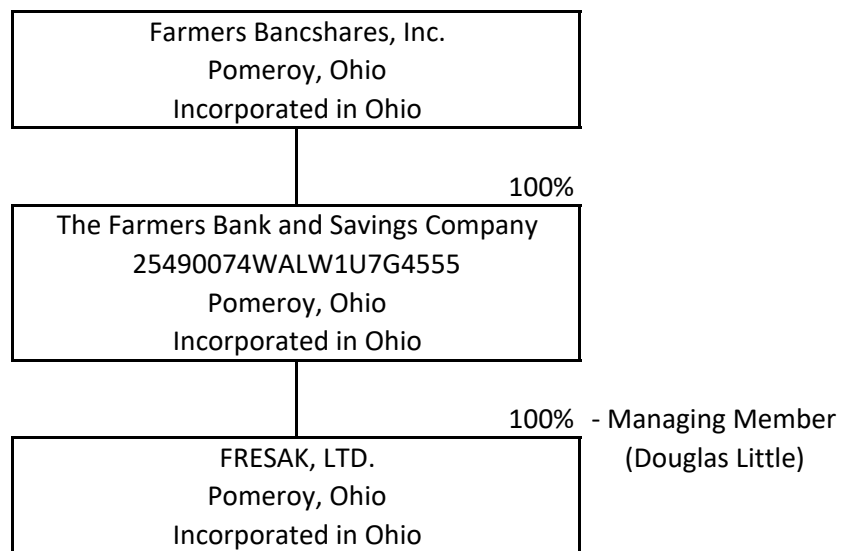 Farmers Bancshares, Inc.
Pomeroy, Ohio
Incorporated in Ohio
100%
The Farmers Bank and Savings Company
25490074WALW1U7G4555
Pomeroy, Ohio
Incorporated in Ohio
100% - Managing Member
(Douglas Little)
FRESAK, LTD.
Pomeroy, Ohio
Incorporated in Ohio